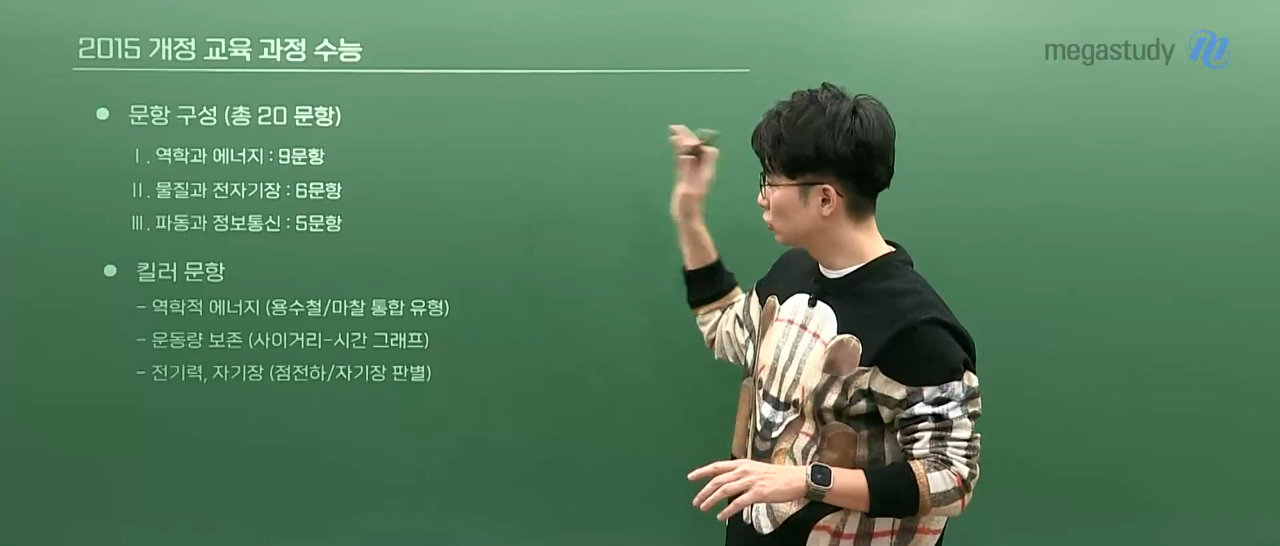 2015 개정 교육 과정 수능
megastudy
문항 구성 (총 20 문항)
Ⅰ. 역학과 에너지 : 9문항
Ⅱ. 물질과 전자기장 : 6문항
Ⅲ. 파동과 정보통신 : 5문항
킬러 문항
- 역학적 에너지 (용수철/마찰 통합 유형)
- 운동량 보존 (사이거리-시간 그래프)
- 전기력, 자기장 (점전하/자기장 판별)